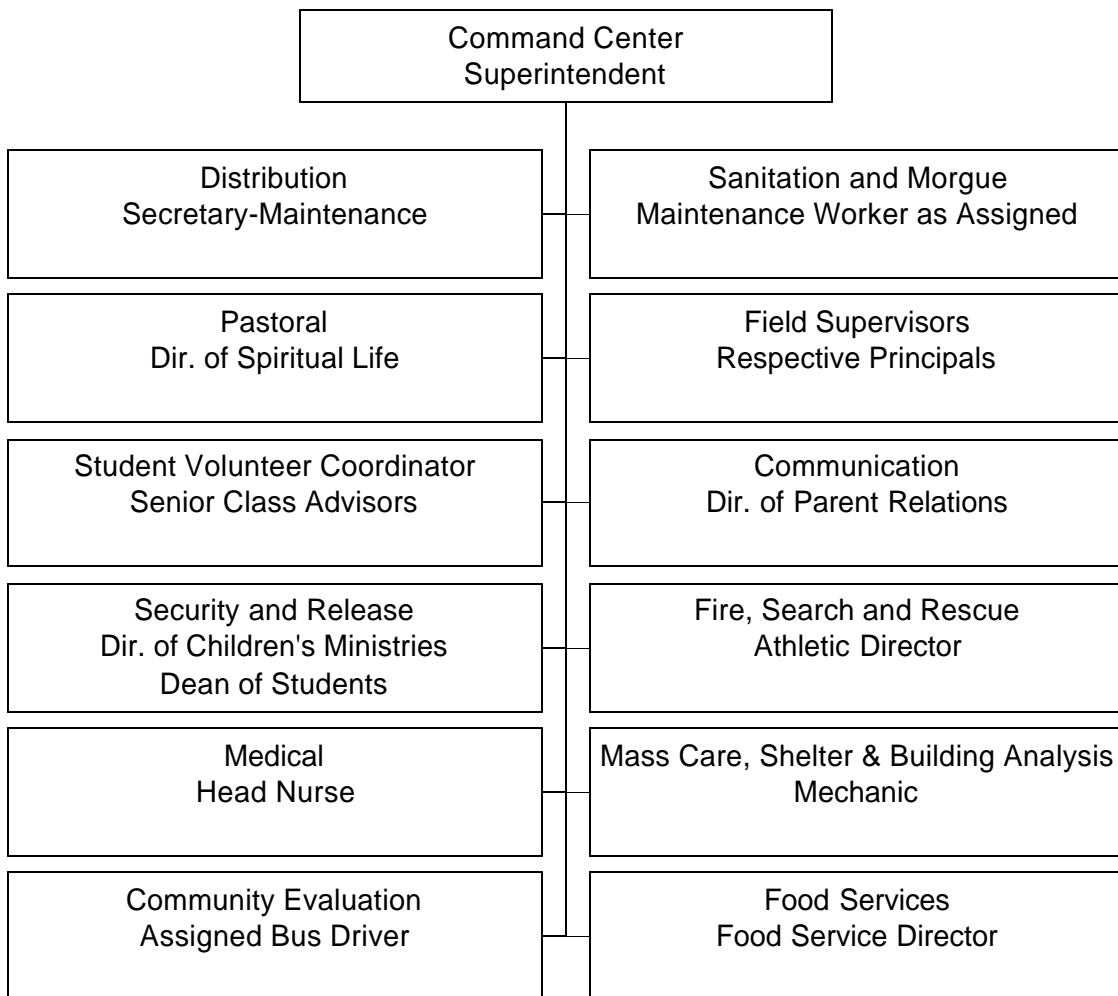 Command Center
Superintendent
Distribution
Secretary-Maintenance
Sanitation and Morgue
Maintenance Worker as Assigned
Pastoral
Dir. of Spiritual Life
Field Supervisors
Respective Principals
Student Volunteer Coordinator
Senior Class Advisors
Communication
Dir. of Parent Relations
Security and Release
Dir. of Children's Ministries
Dean of Students
Fire, Search and Rescue
Athletic Director
Medical
Head Nurse
Mass Care, Shelter & Building Analysis
Mechanic
Community Evaluation
Assigned Bus Driver
Food Services
Food Service Director